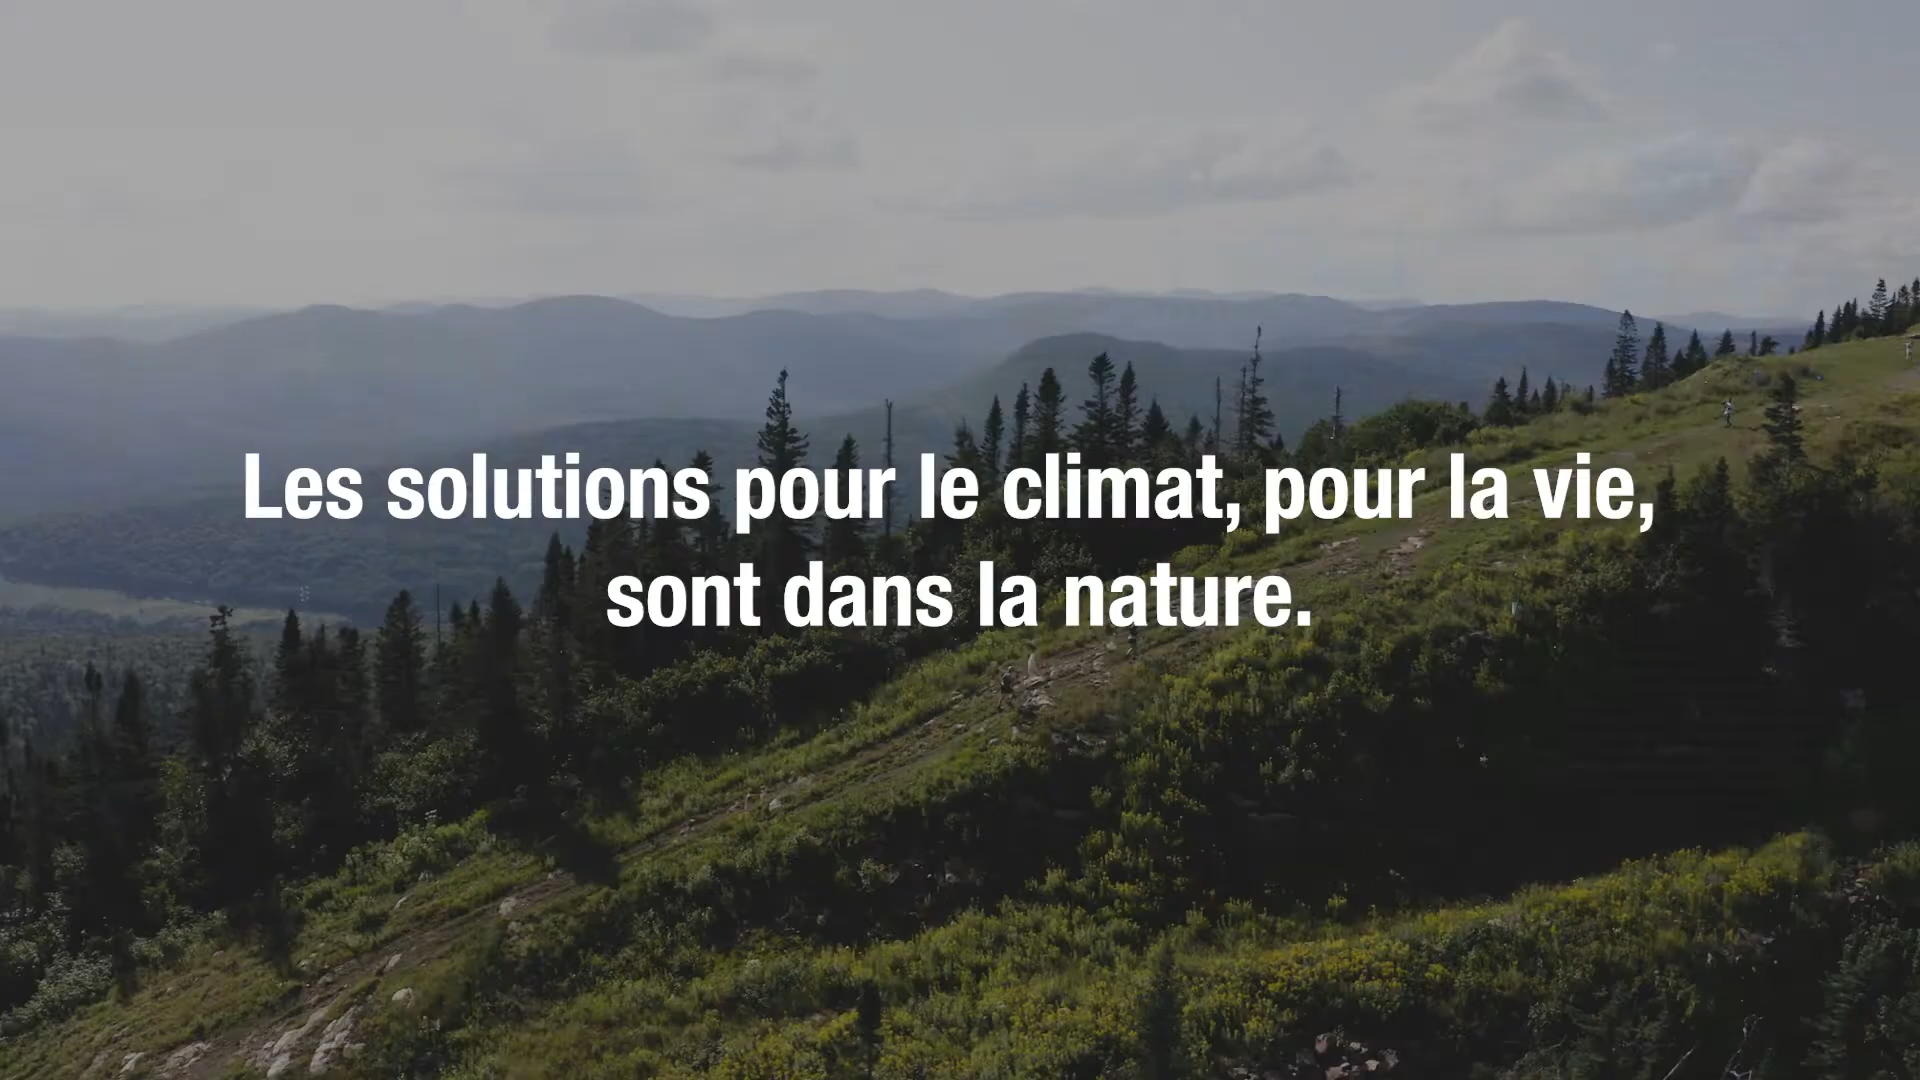 Les solutions pour le climat, pour la vie,
sont dans la nature.